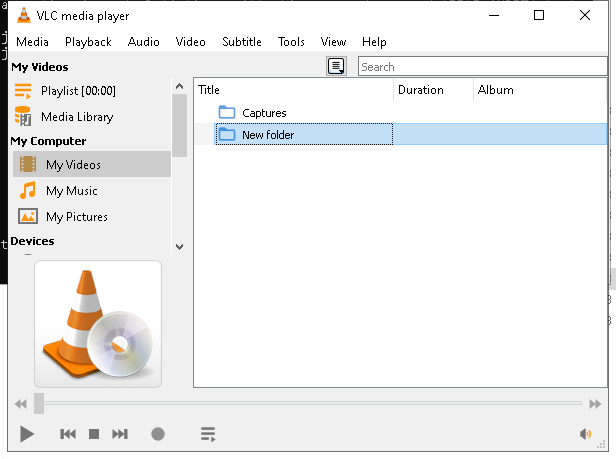 VLC media player
Media Playback Audio Video Subtitle Tools View Help
My Videos
Search
Playlist [00:00]
Media Library
My Computer
My Videos
My Music
My Pictures
Devices
Title Duration Album
Captures
New folder